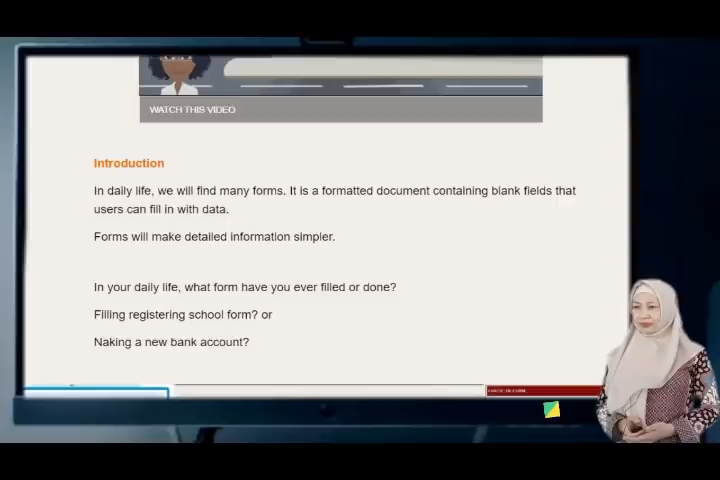 WATCH THIS VIDEO
Introduction
In daily life, we will find many forms. It is a formatted document containing blank fields that
users can fill in with data.
Forms will make detailed information simpler.
In your daily life, what form have you ever filled or done?
Filling registering school form? or
Naking a new bank account?